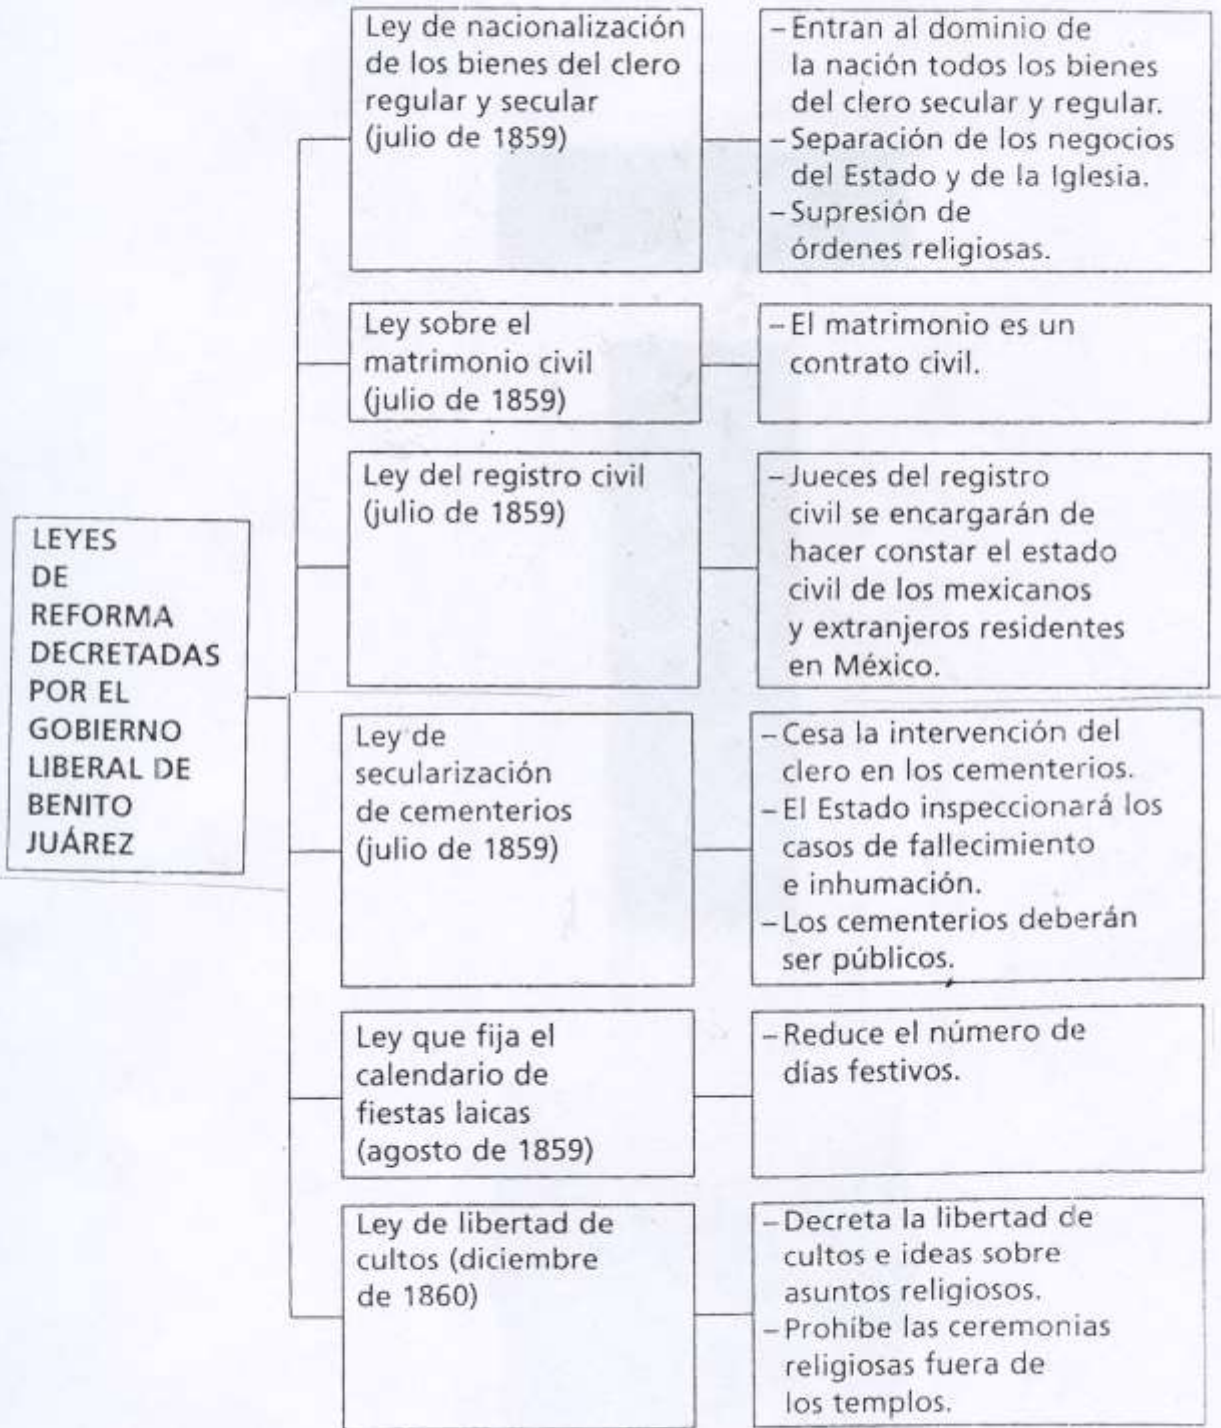 LEYES
DE
REFORMA
DECRETADAS
POR EL
GOBIERNO
LIBERAL DE
BENITO
JUÁREZ
Ley de nacionalización
de los bienes del clero
regular y secular
(julio de 1859)
– Entran al dominio de
la nación todos los bienes
del clero secular y regular.
– Separación de los negocios
del Estado y de la Iglesia.
– Supresión de
órdenes religiosas.
Ley sobre el
matrimonio civil
(julio de 1859)
– El matrimonio es un
contrato civil.
Ley del registro civil
(julio de 1859)
– Jueces del registro
civil se encargarán de
hacer constar el estado
civil de los mexicanos
y extranjeros residentes
en México.
Ley de
secularización
de cementerios
(julio de 1859)
– Cesa la intervención del
clero en los cementerios.
– El Estado inspeccionará los
casos de fallecimiento
e inhumación.
– Los cementerios deberán
ser públicos.
Ley que fija el
calendario de
fiestas laicas
(agosto de 1859)
– Reduce el número de
días festivos.
Ley de libertad de
cultos (diciembre
de 1860)
– Decreta la libertad de
cultos e ideas sobre
asuntos religiosos.
– Prohíbe las ceremonias
religiosas fuera de
los templos.